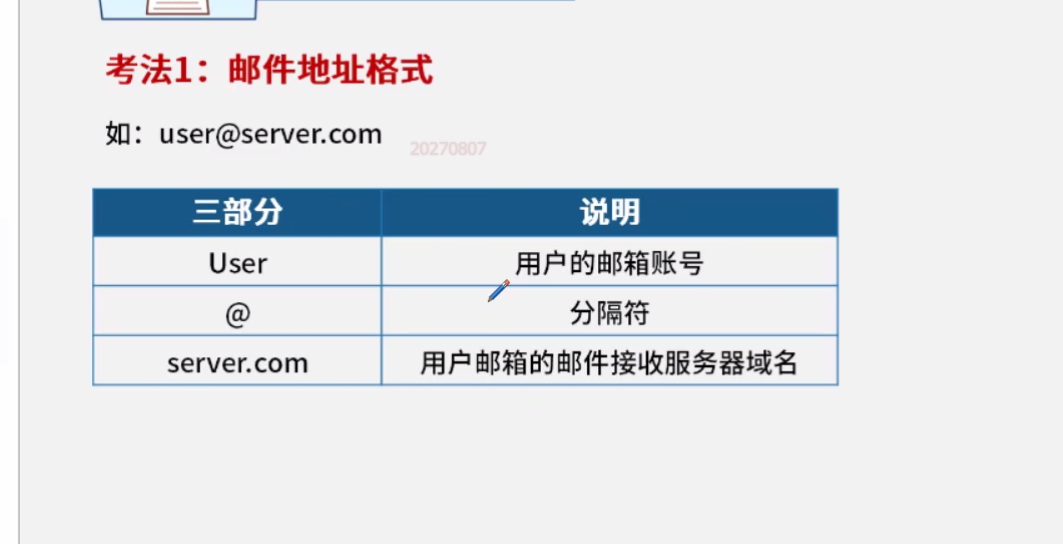 考法1：邮件地址格式
如：user@server.com
20270807
三部分 说明
User 用户的邮箱账号
@ 分隔符
server.com 用户邮箱的邮件接收服务器域名